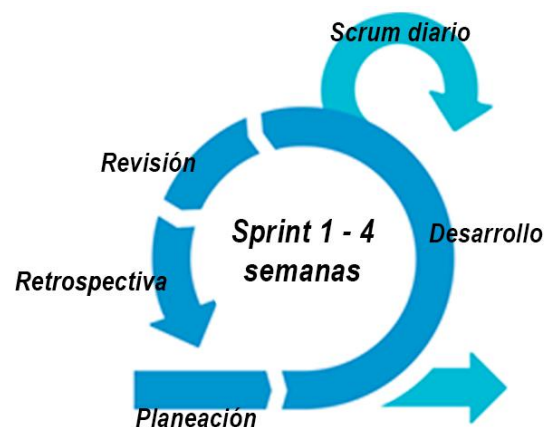 Scrum diario
Revisión
Sprint 1 - 4
semanas
Desarrollo
Retrospectiva
Planeación